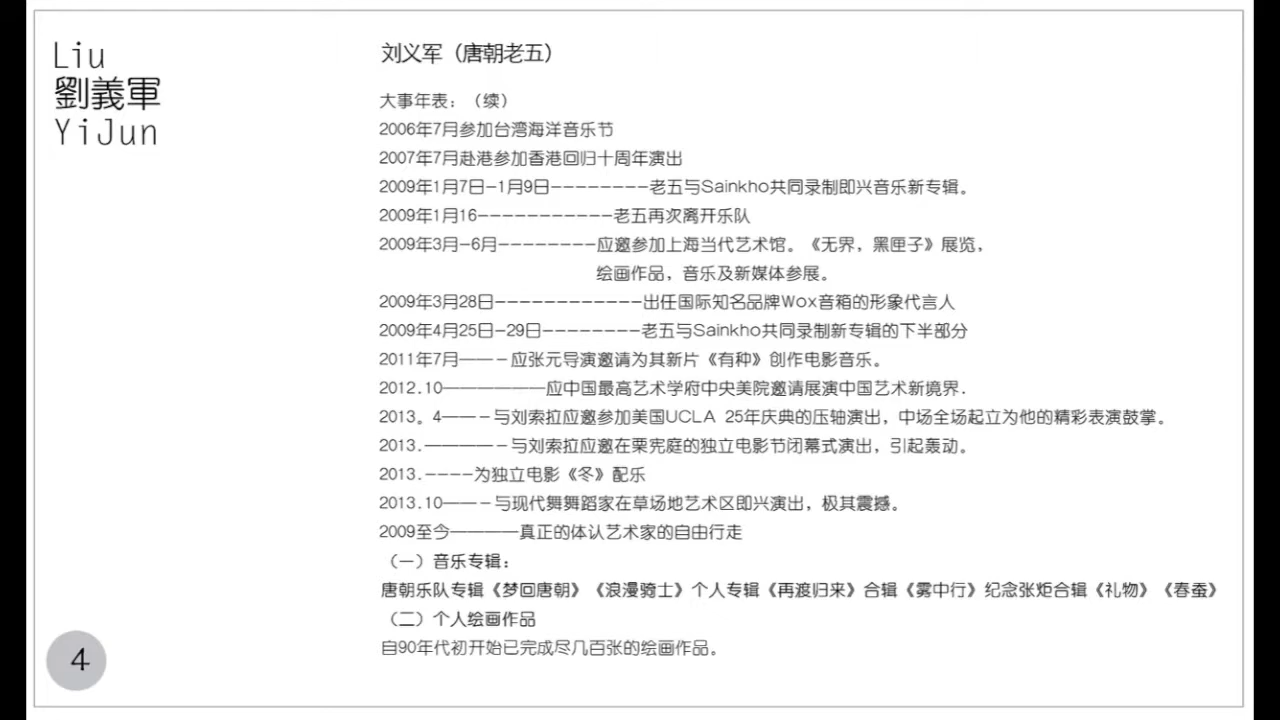 Liu
劉義軍
YiJun
刘义军（唐朝老五）
大事年表：（续）
2006年7月参加台湾海洋音乐节
2007年7月赴港参加香港回归十周年演出
2009年1月7日-1月9日--------老五与Sainkho共同录制即兴音乐新专辑。
2009年1月16-----------老五再次离开乐队
2009年3月-6月--------应邀参加上海当代艺术馆。《无界，黑匣子》展览，
绘画作品，音乐及新媒体参展。
2009年3月28日------------出任国际知名品牌Wox音箱的形象代言人
2009年4月25日-29日--------老五与Sainkho共同录制新专辑的下半部分
2011年7月——-应张元导演邀请为其新片《有种》创作电影音乐。
2012.10——————应中国最高艺术学府中央美院邀请展演中国艺术新境界.
2013。4——-与刘索拉应邀参加美国UCLA 25年庆典的压轴演出，中场全场起立为他的精彩表演鼓掌。
2013.————-与刘索拉应邀在栗宪庭的独立电影节闭幕式演出，引起轰动。
2013.----为独立电影《冬》配乐
2013.10——-与现代舞舞蹈家在草场地艺术区即兴演出，极其震撼。
2009至今————真正的体认艺术家的自由行走
（一）音乐专辑：
唐朝乐队专辑《梦回唐朝》《浪漫骑士》个人专辑《再渡归来》合辑《雾中行》纪念张炬合辑《礼物》《春蚕》
（二）个人绘画作品
自90年代初开始已完成尽几百张的绘画作品。
4